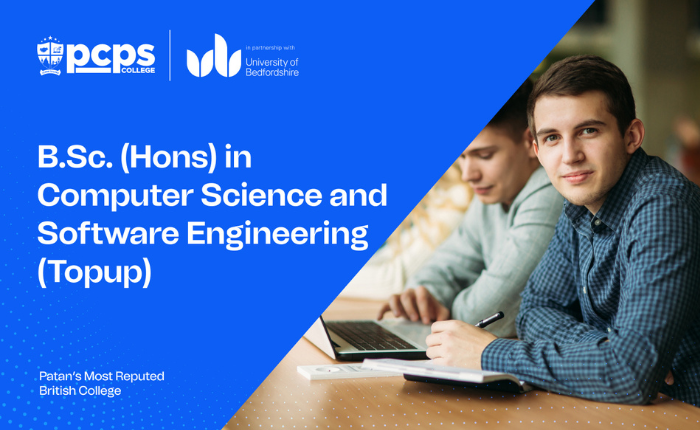 pcps
COLLEGE
in partnership with
University of
Bedfordshire
B.Sc. (Hons) in
Computer Science and
Software Engineering
(Topup)
Patan's Most Reputed
British College